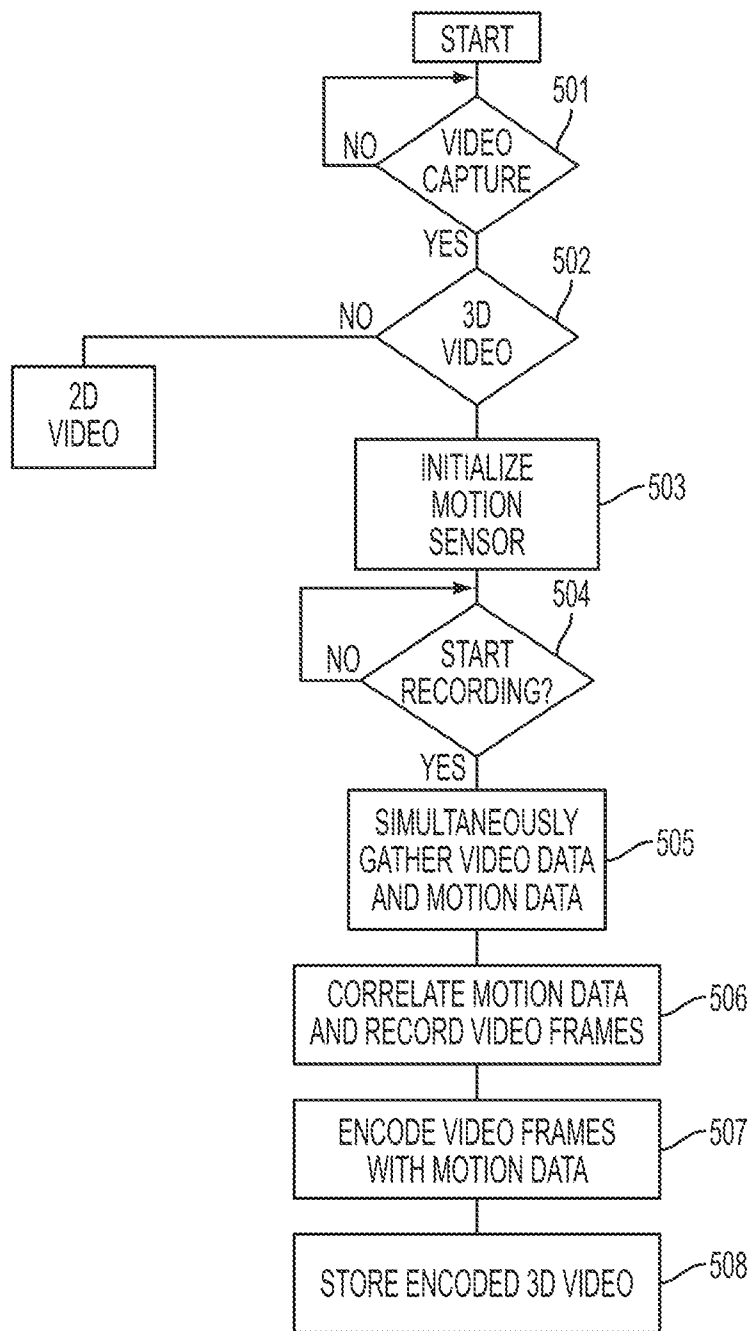 START
501
NO
VIDEO
CAPTURE
YES
502
NO
3D
VIDEO
2D
VIDEO
INITIALIZE
MOTION
SENSOR
503
504
NO
START
RECORDING?
YES
SIMULTANEOUSLY
GATHER VIDEO DATA
AND MOTION DATA
505
CORRELATE MOTION DATA
AND RECORD VIDEO FRAMES
506
ENCODE VIDEO FRAMES
WITH MOTION DATA
507
STORE ENCODED 3D VIDEO
508